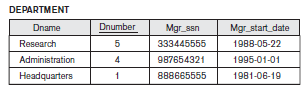 DEPARTMENT
Dname Dnumber Mgr_ssn Mgr_start_date
Research 5 333445555 1988-05-22
Administration 4 987654321 1995-01-01
Headquarters 1 888665555 1981-06-19